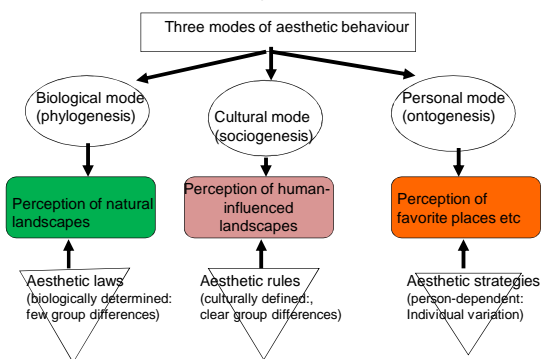 Three modes of aesthetic behaviour
Biological mode
(phylogenesis)
Cultural mode
(sociogenesis)
Personal mode
(ontogenesis)
Perception of natural
landscapes
Perception of human-
influenced
landscapes
Perception of
favorite places etc
Aesthetic laws
(biologically determined:
few group differences)
Aesthetic rules
(culturally defined:,
clear group differences)
Aesthetic strategies
(person-dependent:
Individual variation)